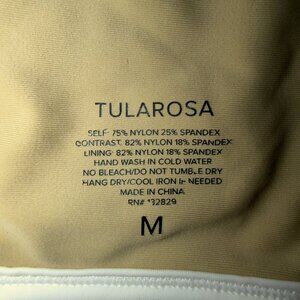 TULAROSA
SELF: 75% NYLON 25% SPANDEX
CONTRAST: 82% NYLON 18% SPANDEX
LINING: 82% NYLON 18% SPANDEX
HAND WASH IN COLD WATER
NO BLEACH/DO NOT TUMBLE DRY
HANG DRY/COOL IRON IF NEEDED
MADE IN CHINA
RN# 132829
M